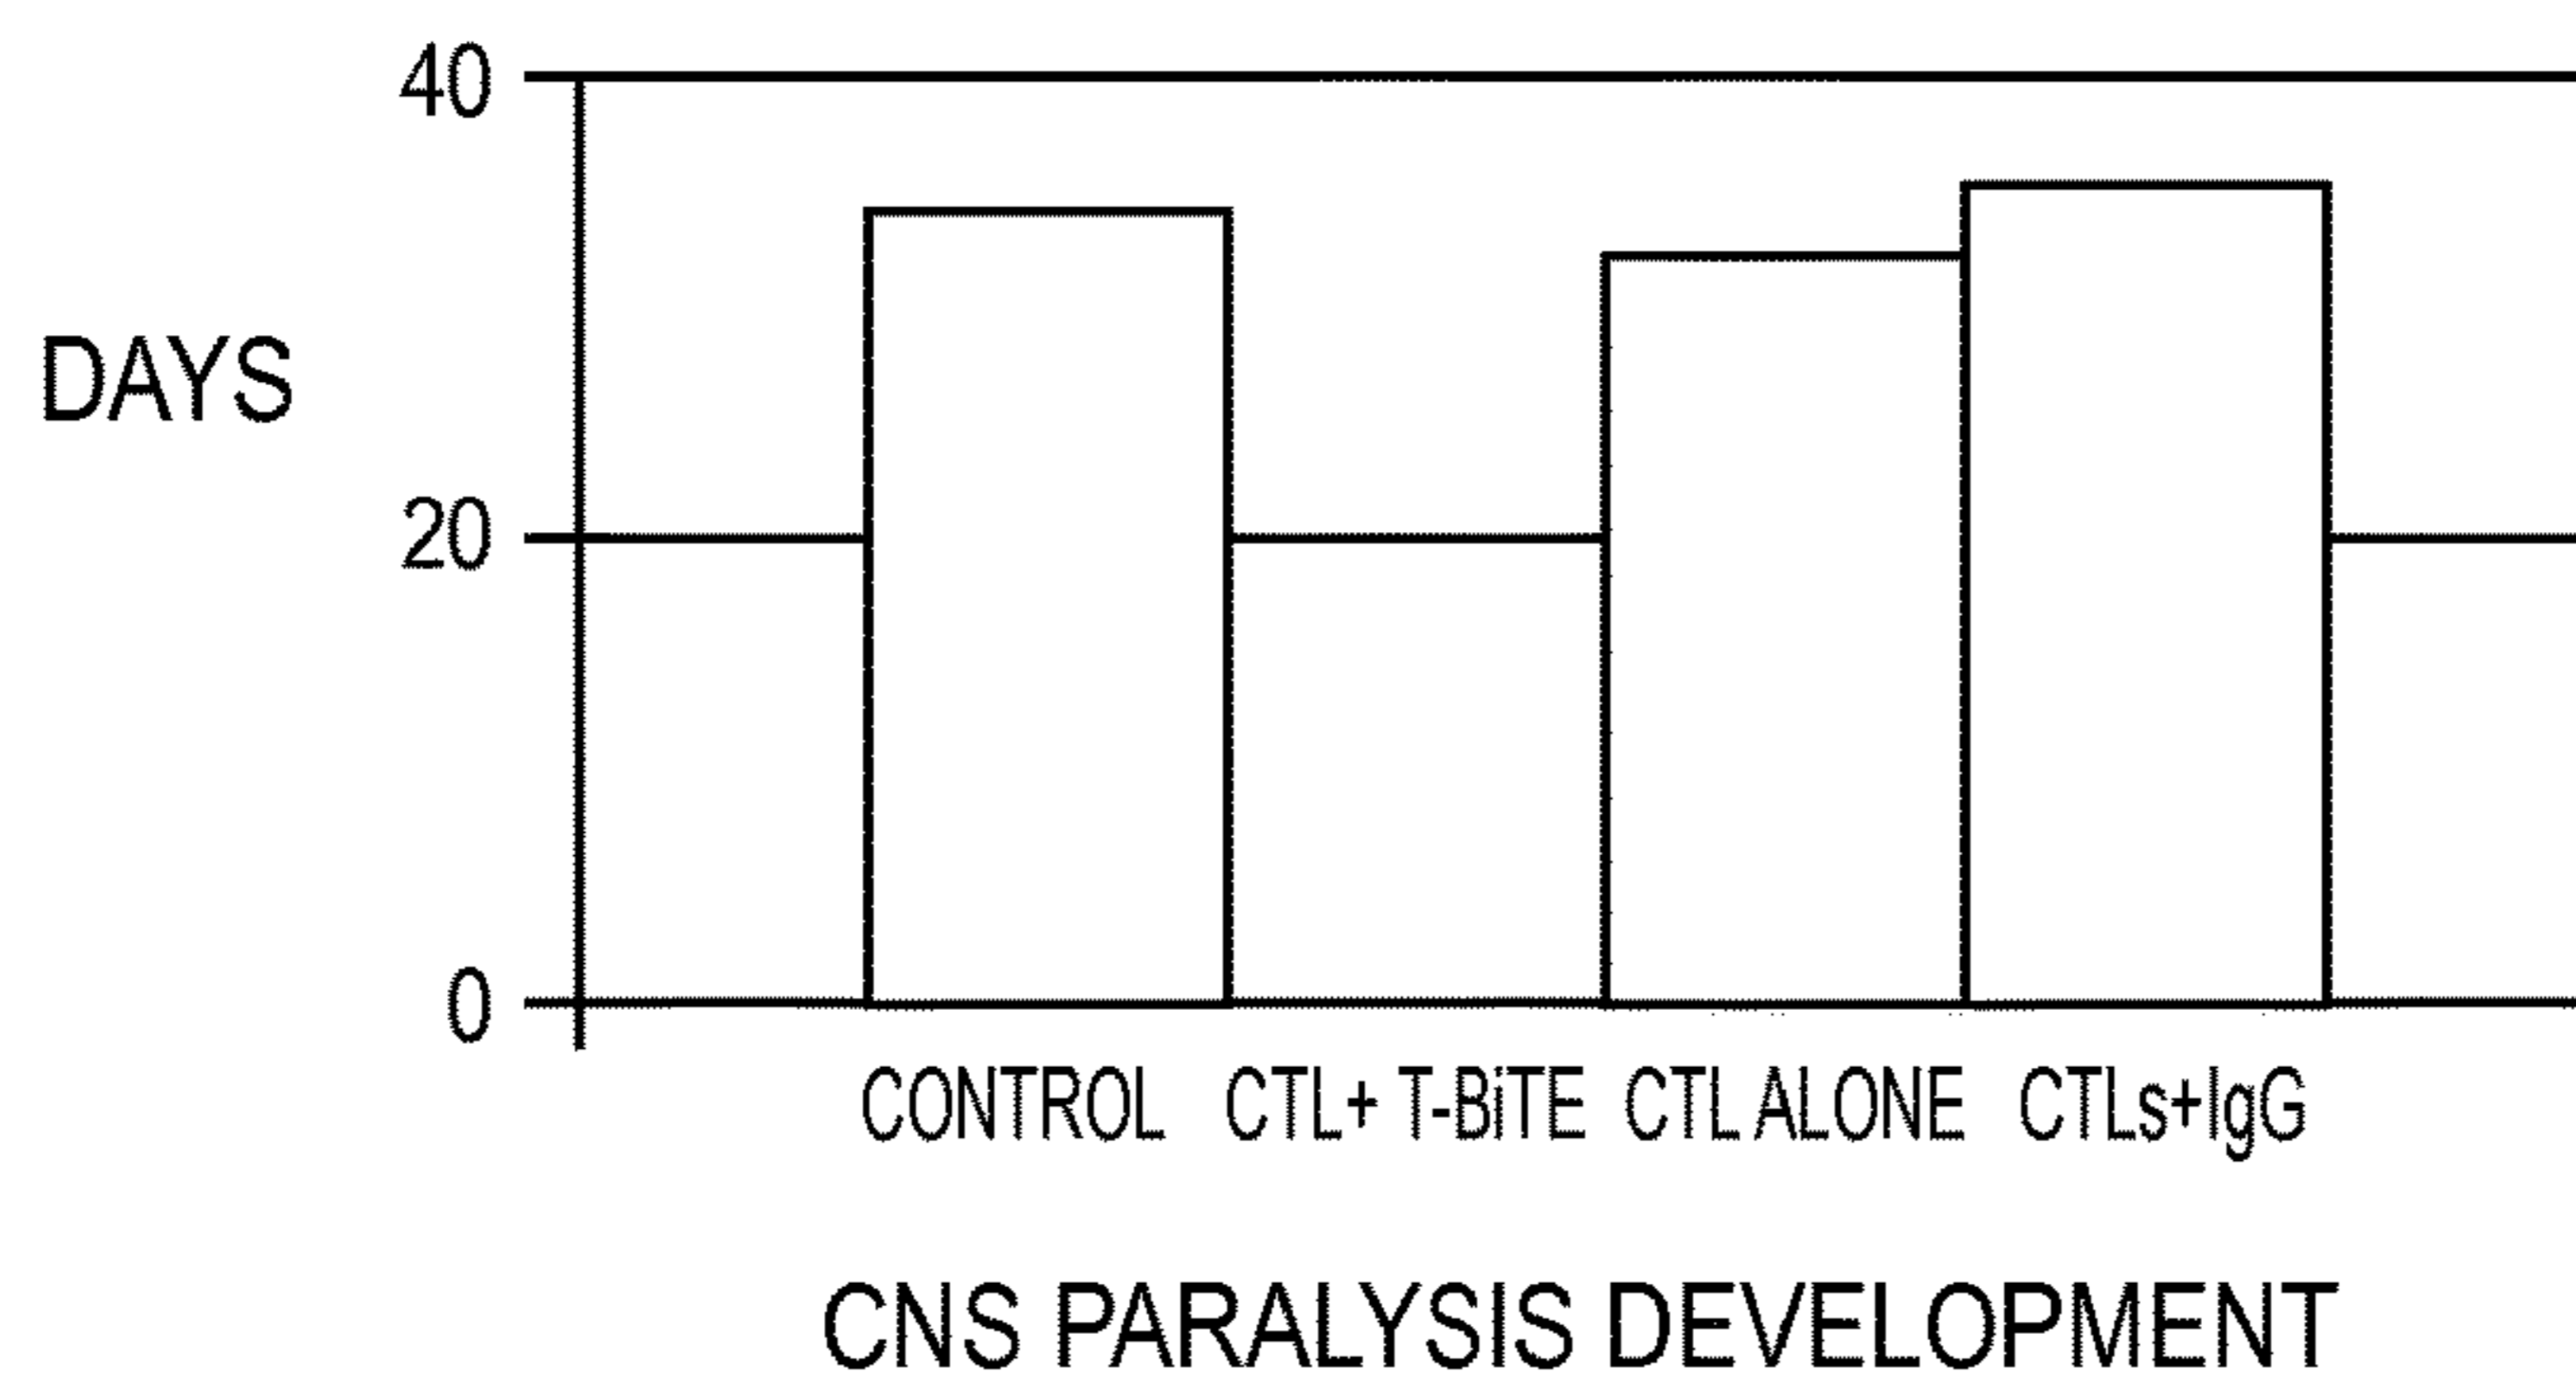 40
DAYS
20
0
CONTROL CTL+ T-BiTE CTL ALONE CTLs+IgG
CNS PARALYSIS DEVELOPMENT